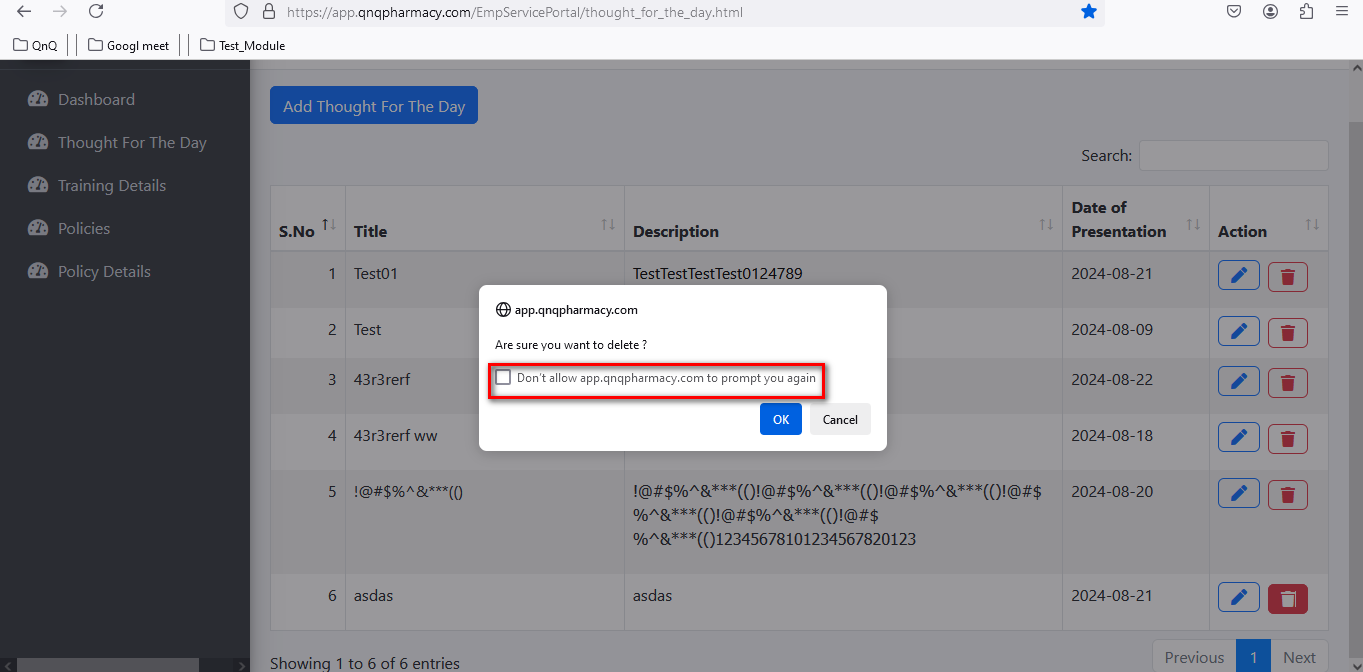 https://app.qnqpharmacy.com/EmpServicePortal/thought_for_the_day.html
QnQ
Googl meet
Test_Module
Dashboard
Thought For The Day
Training Details
Policies
Policy Details
Add Thought For The Day
Search:
S.No Title Description Date of Presentation Action
1 Test01 TestTestTestTest0124789 2024-08-21
2 Test 2024-08-09
3 43r3rerf 2024-08-22
4 43r3rerf ww 2024-08-18
5 !@#$%^&***(() !@#$%^&***(()!@#$%^&***(()!@#$%^&***(()!@#$ 2024-08-20
%^&***(()!@#$%^&***(()!@#$
%^&***(()12345678101234567820123
6 asdas asdas 2024-08-21
app.qnqpharmacy.com
Are sure you want to delete ?
Don't allow app.qnqpharmacy.com to prompt you again
OK Cancel
Showing 1 to 6 of 6 entries
Previous 1 Next